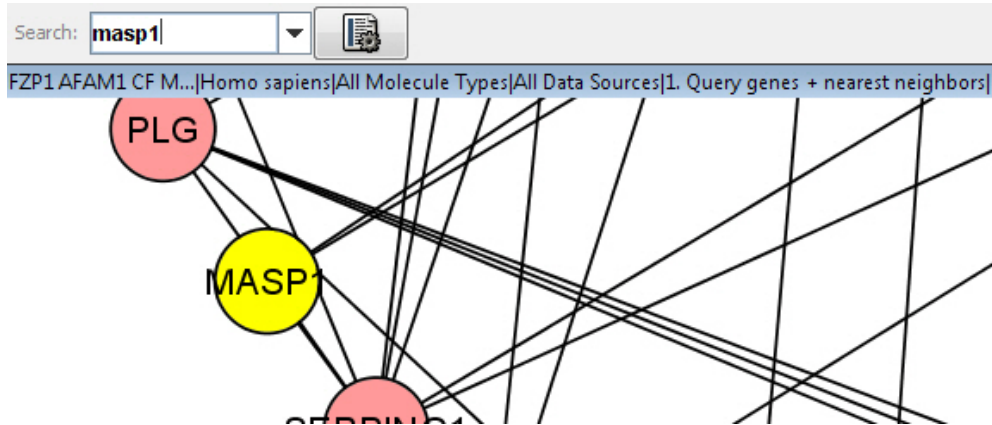 Search: masp1
FZP1 AFAM1 CF M...|Homo sapiens|All Molecule Types|All Data Sources|1. Query genes + nearest neighbors|
PLG
MASP1
SERPING1